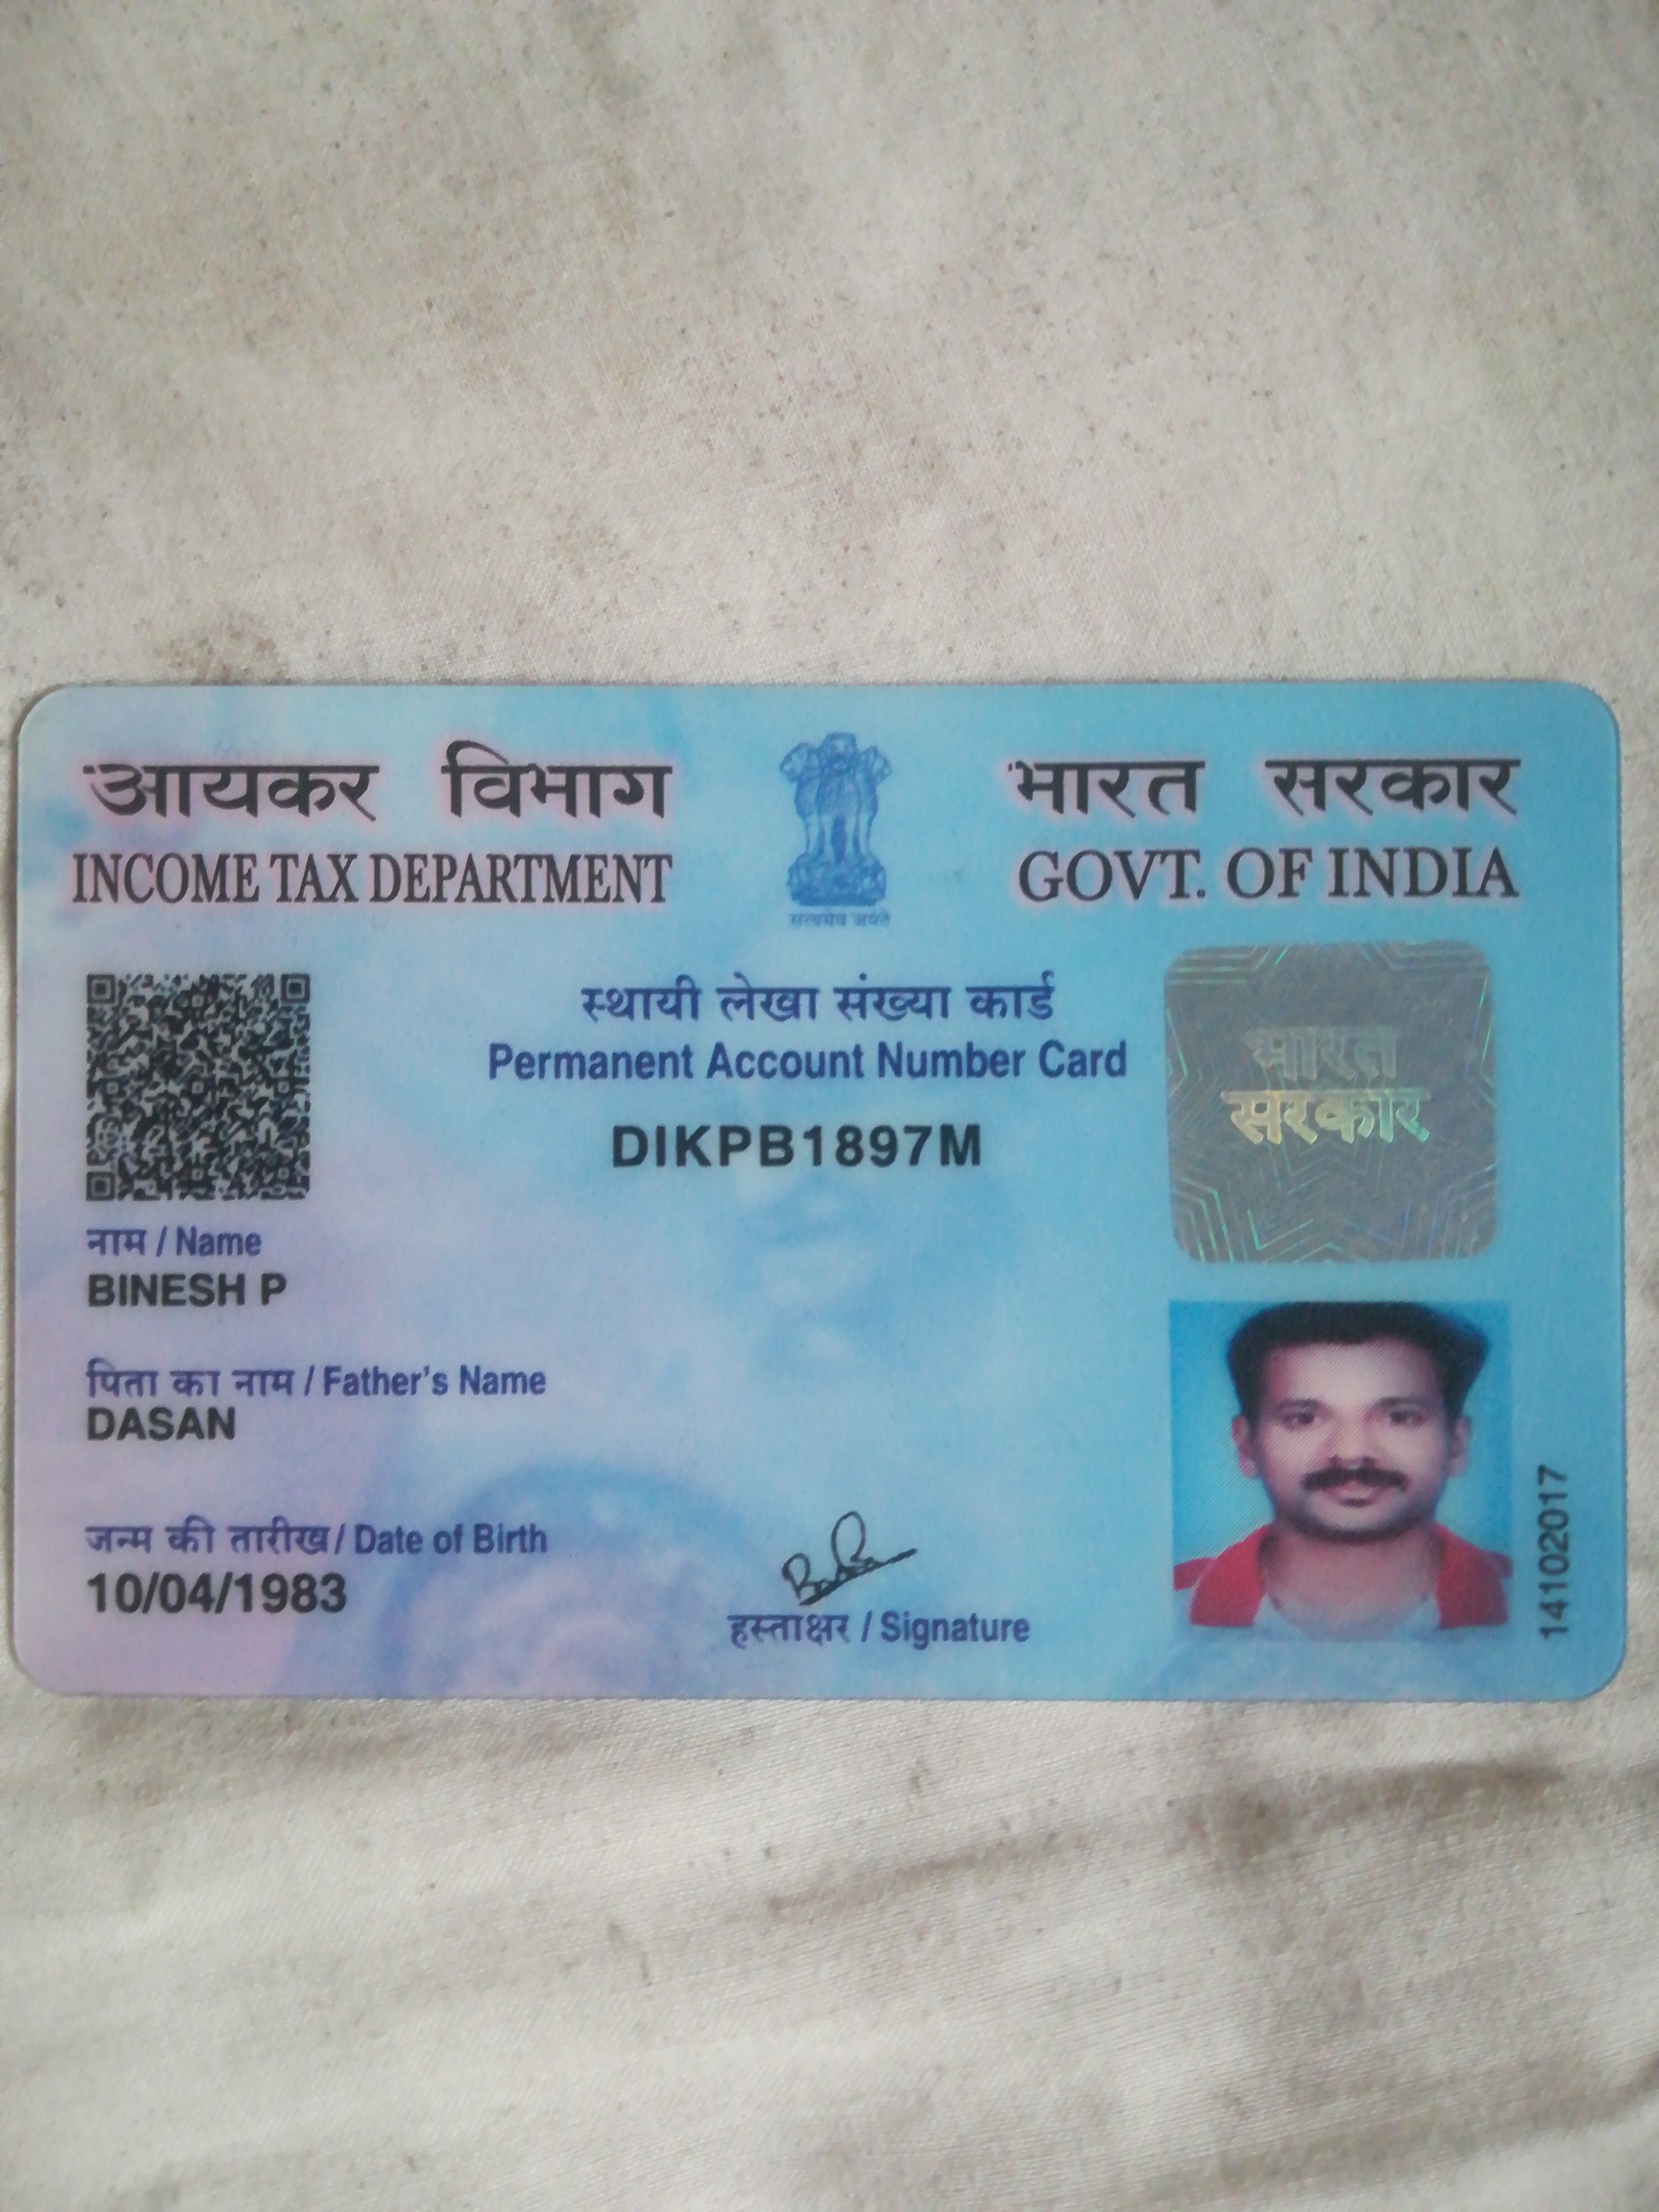 आयकर विभाग
INCOME TAX DEPARTMENT
सत्यमेव जयते
भारत सरकार
GOVT. OF INDIA
स्थायी लेखा संख्या कार्ड
Permanent Account Number Card
DIKPB1897M
भारत
सरकार
नाम / Name
BINESH P
पिता का नाम / Father's Name
DASAN
जन्म की तारीख / Date of Birth
10/04/1983
हस्ताक्षर / Signature
14102017